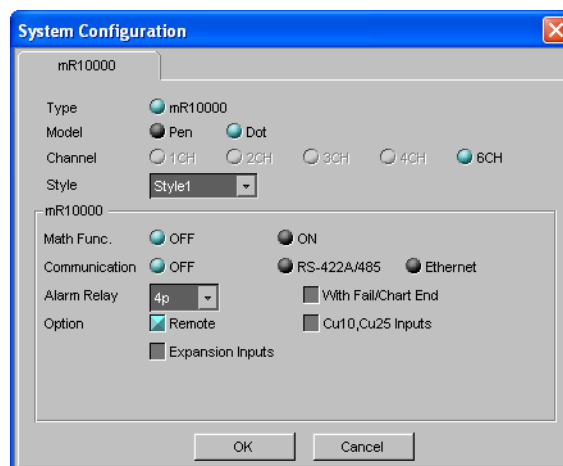 System Configuration
mR10000
Type mR10000
Model Pen Dot
Channel 1CH 2CH 3CH 4CH 6CH
Style Style1
mR10000
Math Func. OFF ON
Communication OFF RS-422A/485 Ethernet
Alarm Relay 4p With Fail/Chart End
Option Remote Cu10,Cu25 Inputs
Expansion Inputs
OK Cancel